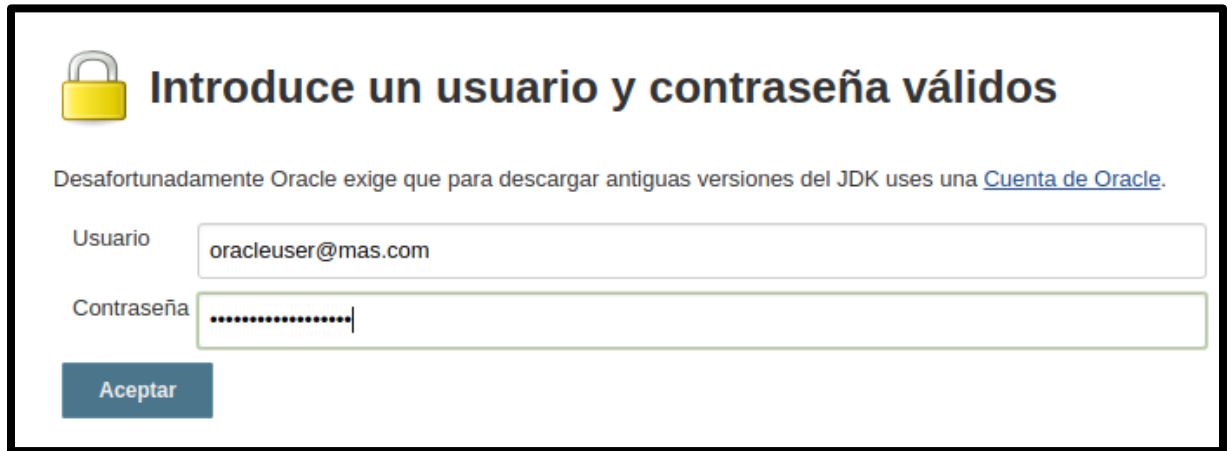 Introduce un usuario y contraseña válidos
Desafortunadamente Oracle exige que para descargar antiguas versiones del JDK uses una Cuenta de Oracle.
Usuario
oracleuser@mas.com
Contraseña
••••••••••••••••••
Aceptar